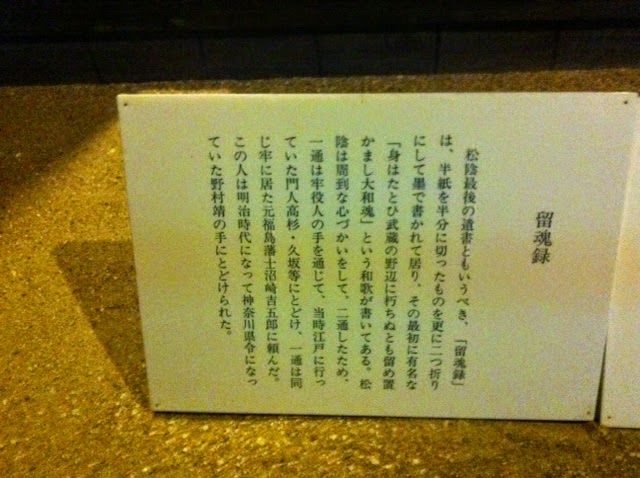 留魂録
松陰最後の遺書ともいうべき、「留魂録」
は、半紙を半分に切ったものを更に二つ折り
にして墨で書かれて居り、その最初に有名な
「身はたとひ武蔵の野辺に朽ちぬとも留め置
かまし大和魂」という和歌が書いてある。松
陰は周到な心づかいをして、二通したため、
一通は牢役人の手を通じて、当時江戸に行っ
ていた門人高杉・久坂等にとどけ、一通は同
じ牢に居た元福島藩士沼崎吉五郎に頼んだ。
この人は明治時代になって神奈川県令になっ
ていた野村靖の手にとどけられた。